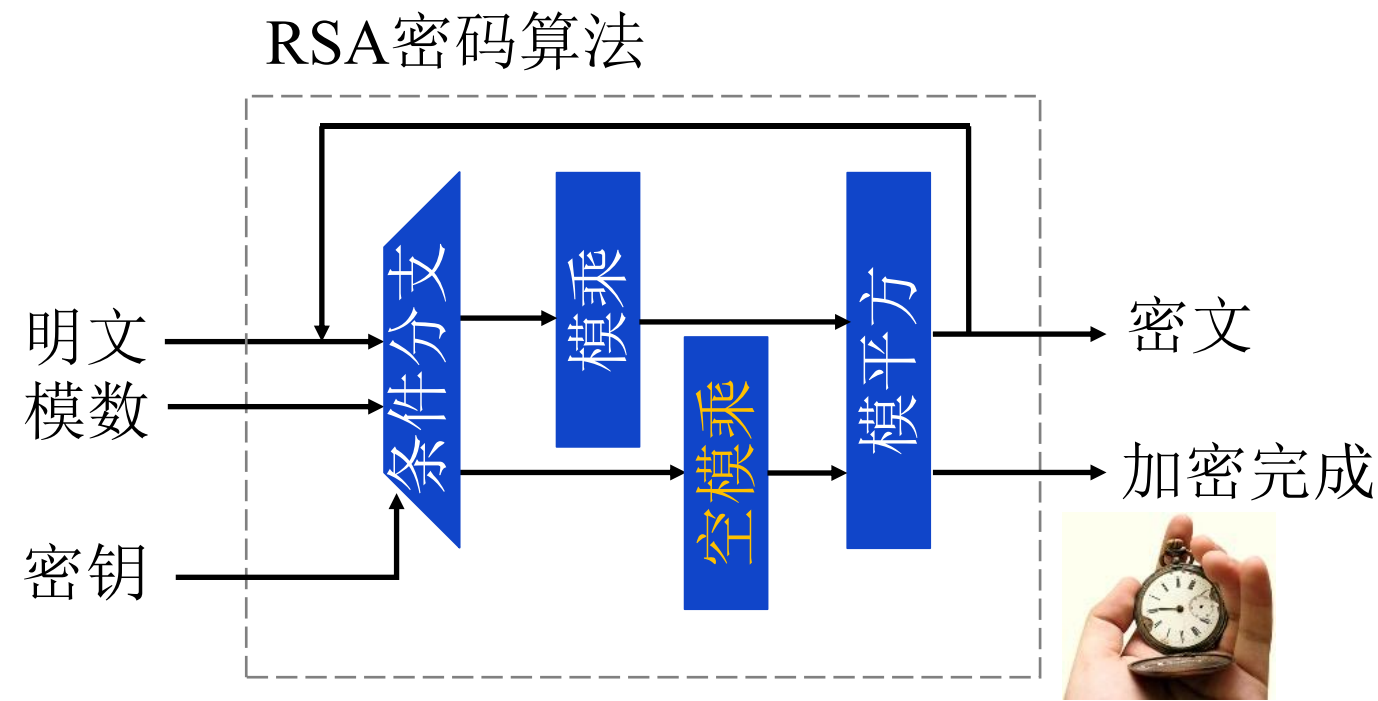 RSA密码算法
明文
模数
密钥
条件分支
模乘
空模乘
模平方
密文
加密完成